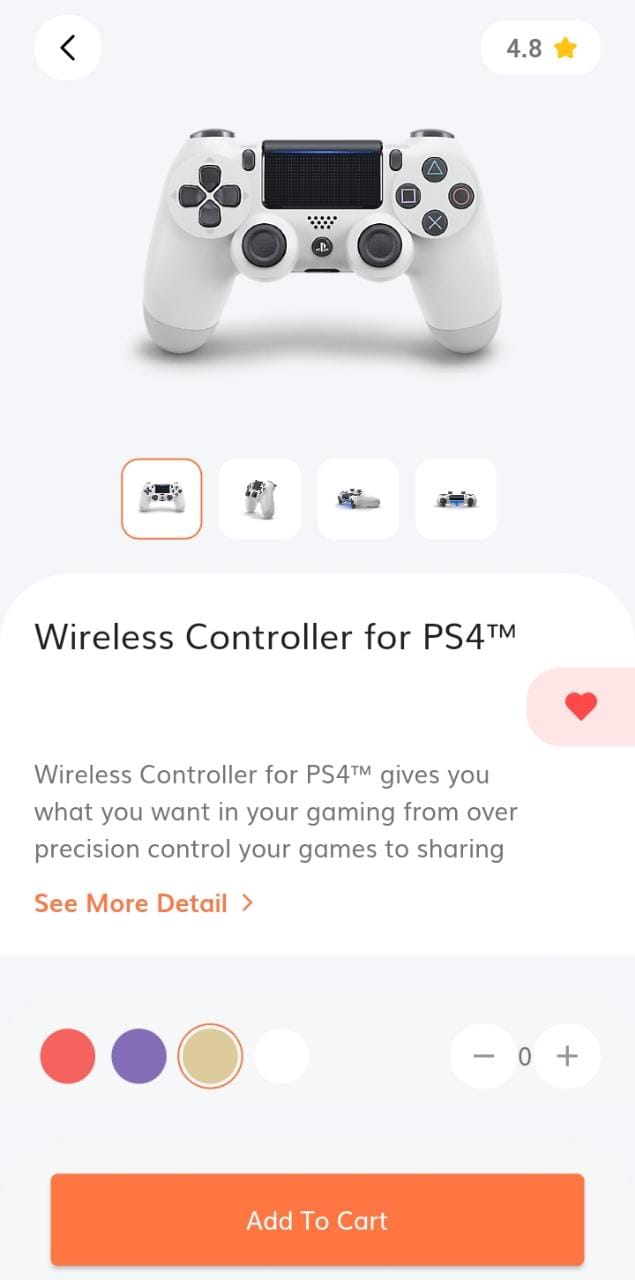 4.8
Wireless Controller for PS4™
Wireless Controller for PS4™ gives you
what you want in your gaming from over
precision control your games to sharing
See More Detail
0
Add To Cart